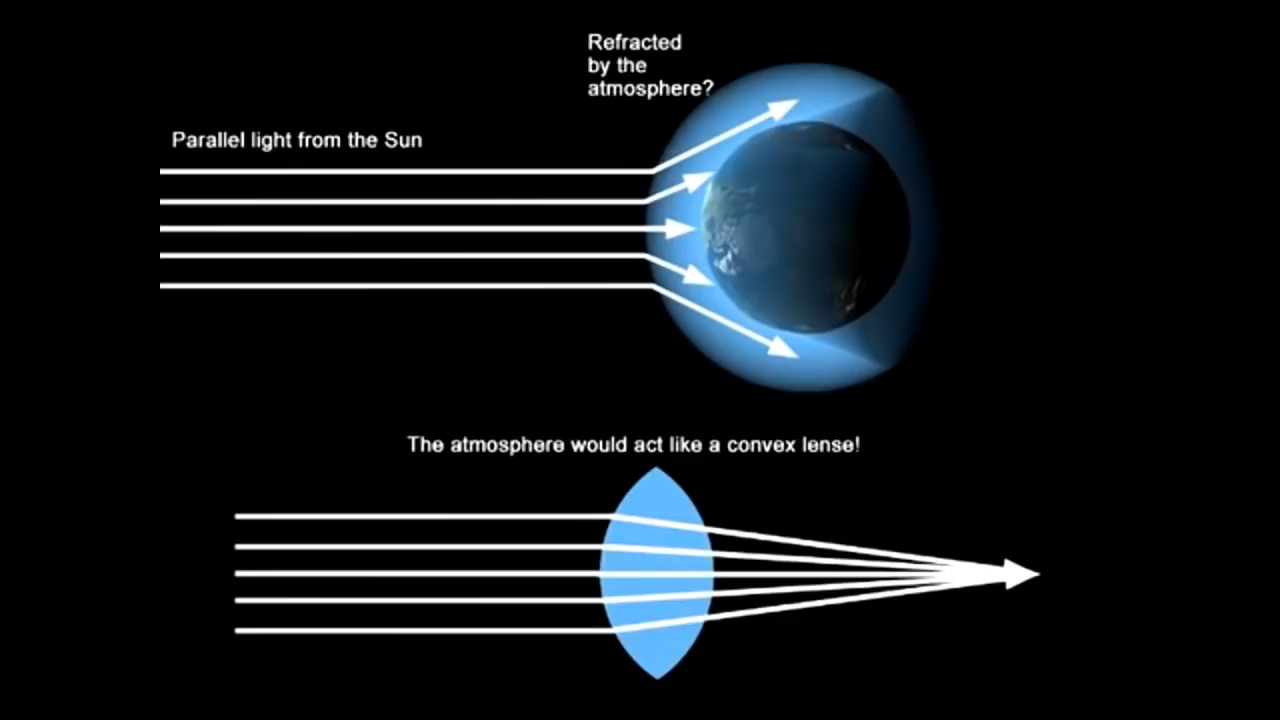 Refracted
by the
atmosphere?
Parallel light from the Sun
The atmosphere would act like a convex lense!